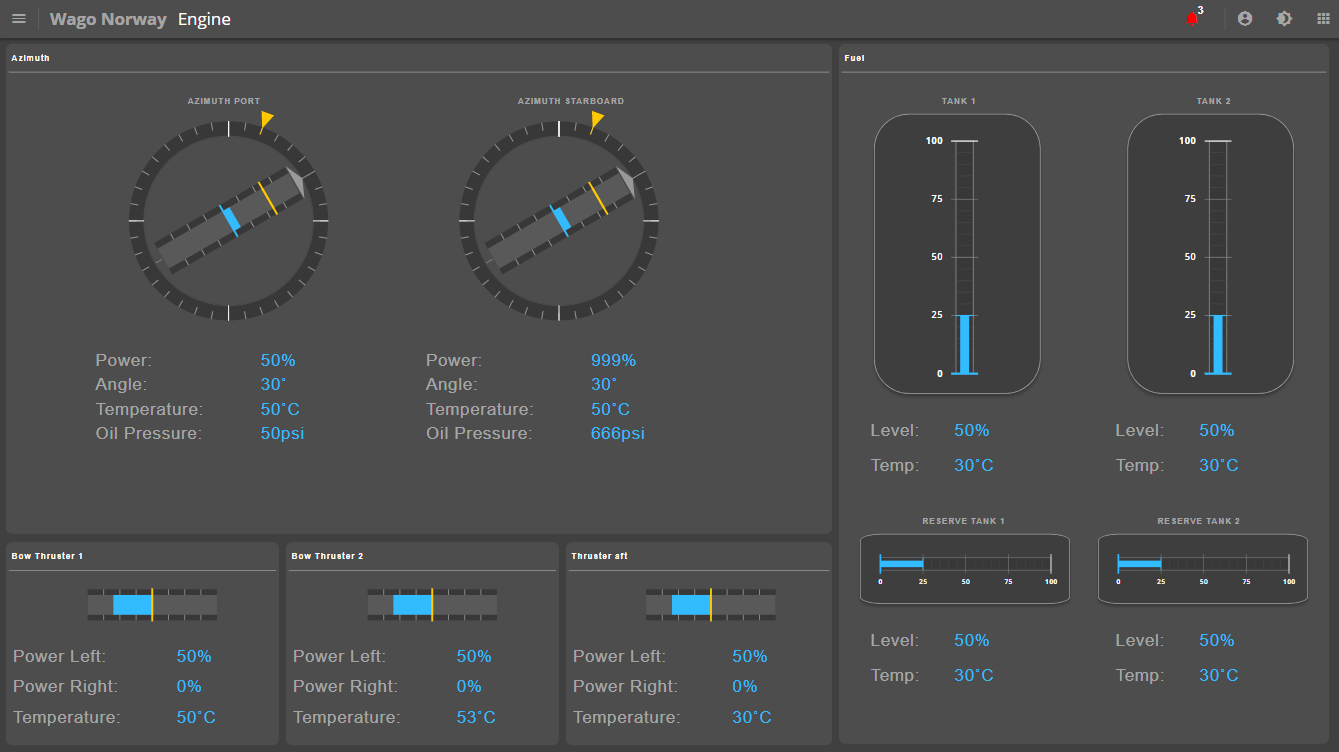 Wago Norway Engine
3
Azimuth
AZIMUTH PORT
AZIMUTH STARBOARD
Power: 50%
Angle: 30°
Temperature: 50°C
Oil Pressure: 50psi
Power: 999%
Angle: 30°
Temperature: 50°C
Oil Pressure: 666psi
Fuel
TANK 1
100
75
50
25
0
Level: 50%
Temp: 30°C
TANK 2
100
75
50
25
0
Level: 50%
Temp: 30°C
RESERVE TANK 1
0 25 50 75 100
Level: 50%
Temp: 30°C
RESERVE TANK 2
0 25 50 75 100
Level: 50%
Temp: 30°C
Bow Thruster 1
Power Left: 50%
Power Right: 0%
Temperature: 50°C
Bow Thruster 2
Power Left: 50%
Power Right: 0%
Temperature: 53°C
Thruster aft
Power Left: 50%
Power Right: 0%
Temperature: 30°C